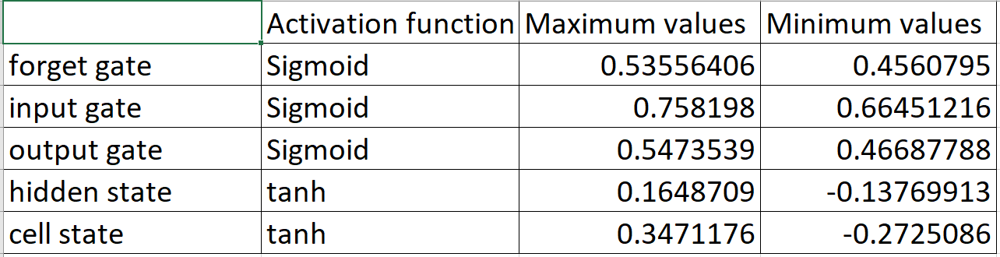 Activation function Maximum values Minimum values
forget gate Sigmoid 0.53556406 0.4560795
input gate Sigmoid 0.758198 0.66451216
output gate Sigmoid 0.5473539 0.46687788
hidden state tanh 0.1648709 -0.13769913
cell state tanh 0.3471176 -0.2725086